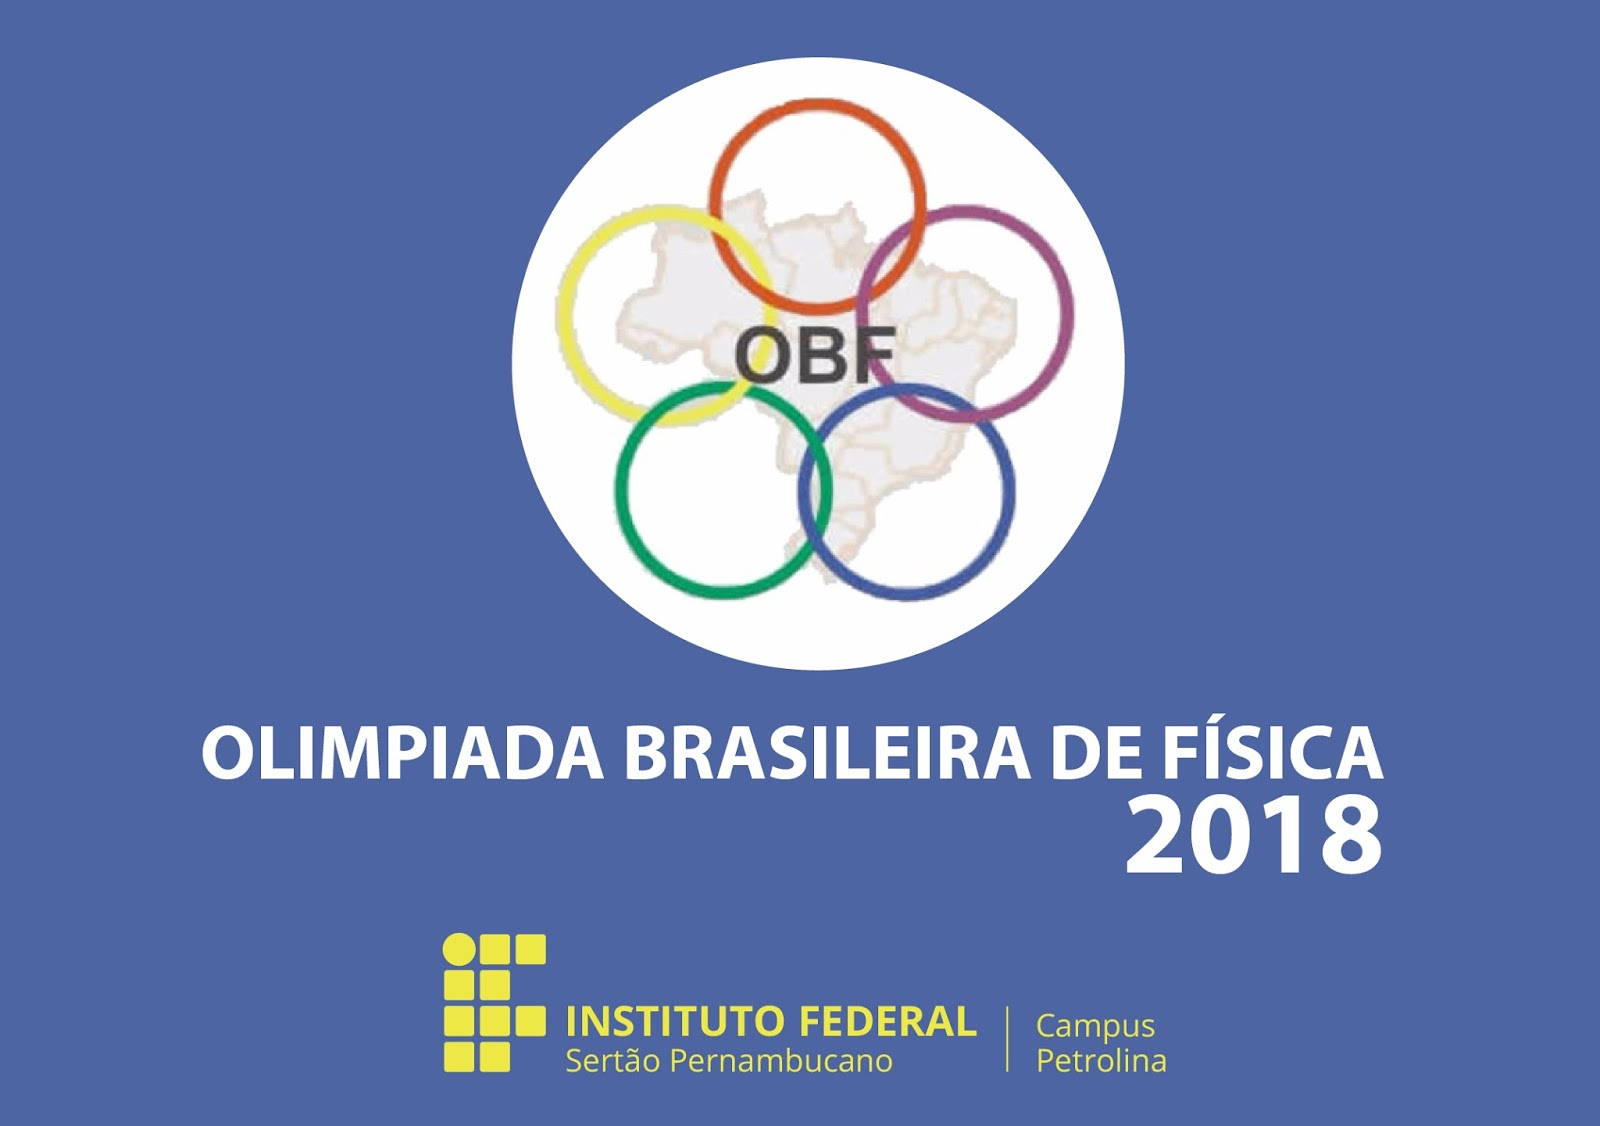 OBF
OLIMPIADA BRASILEIRA DE FÍSICA
2018
INSTITUTO FEDERAL
Sertão Pernambucano
Campus
Petrolina